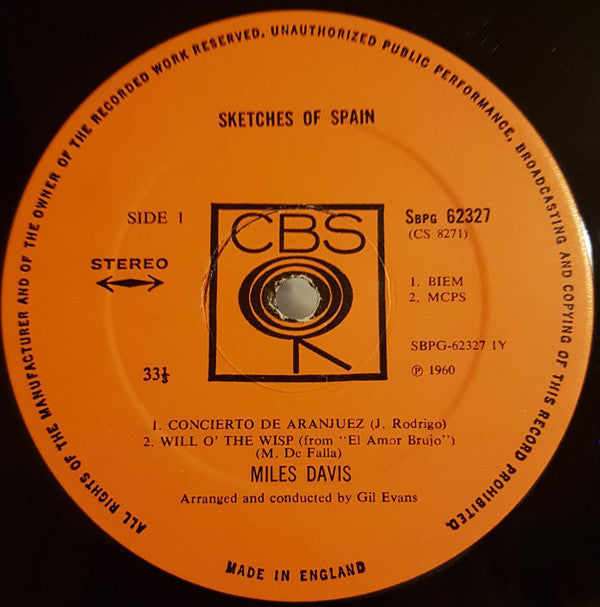 ALL RIGHTS OF THE MANUFACTURER AND OF THE OWNER OF THE RECORDED WORK RESERVED. UNAUTHORIZED PUBLIC PERFORMANCE, BROADCASTING AND COPYING OF THIS RECORD PROHIBITED.
SKETCHES OF SPAIN
SIDE 1
CBS
SBPG 62327
(CS 8271)
STEREO
1. BIEM
2. MCPS
SBPG-62327 1Y
33⅓
℗ 1960
1. CONCIERTO DE ARANJUEZ (J. Rodrigo)
2. WILL O' THE WISP (from "El Amor Brujo")
(M. De Falla)
MILES DAVIS
Arranged and conducted by Gil Evans
MADE IN ENGLAND